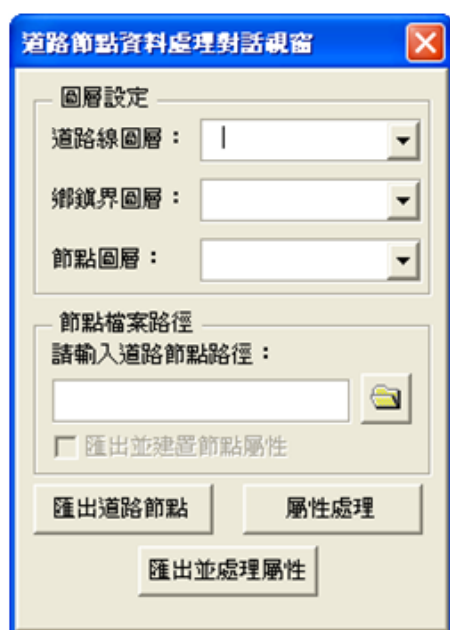 道路節點資料處理對話視窗
圖層設定
道路線圖層：
鄉鎮界圖層：
節點圖層：
節點檔案路徑
請輸入道路節點路徑：
匯出並建置節點屬性
匯出道路節點
屬性處理
匯出並處理屬性